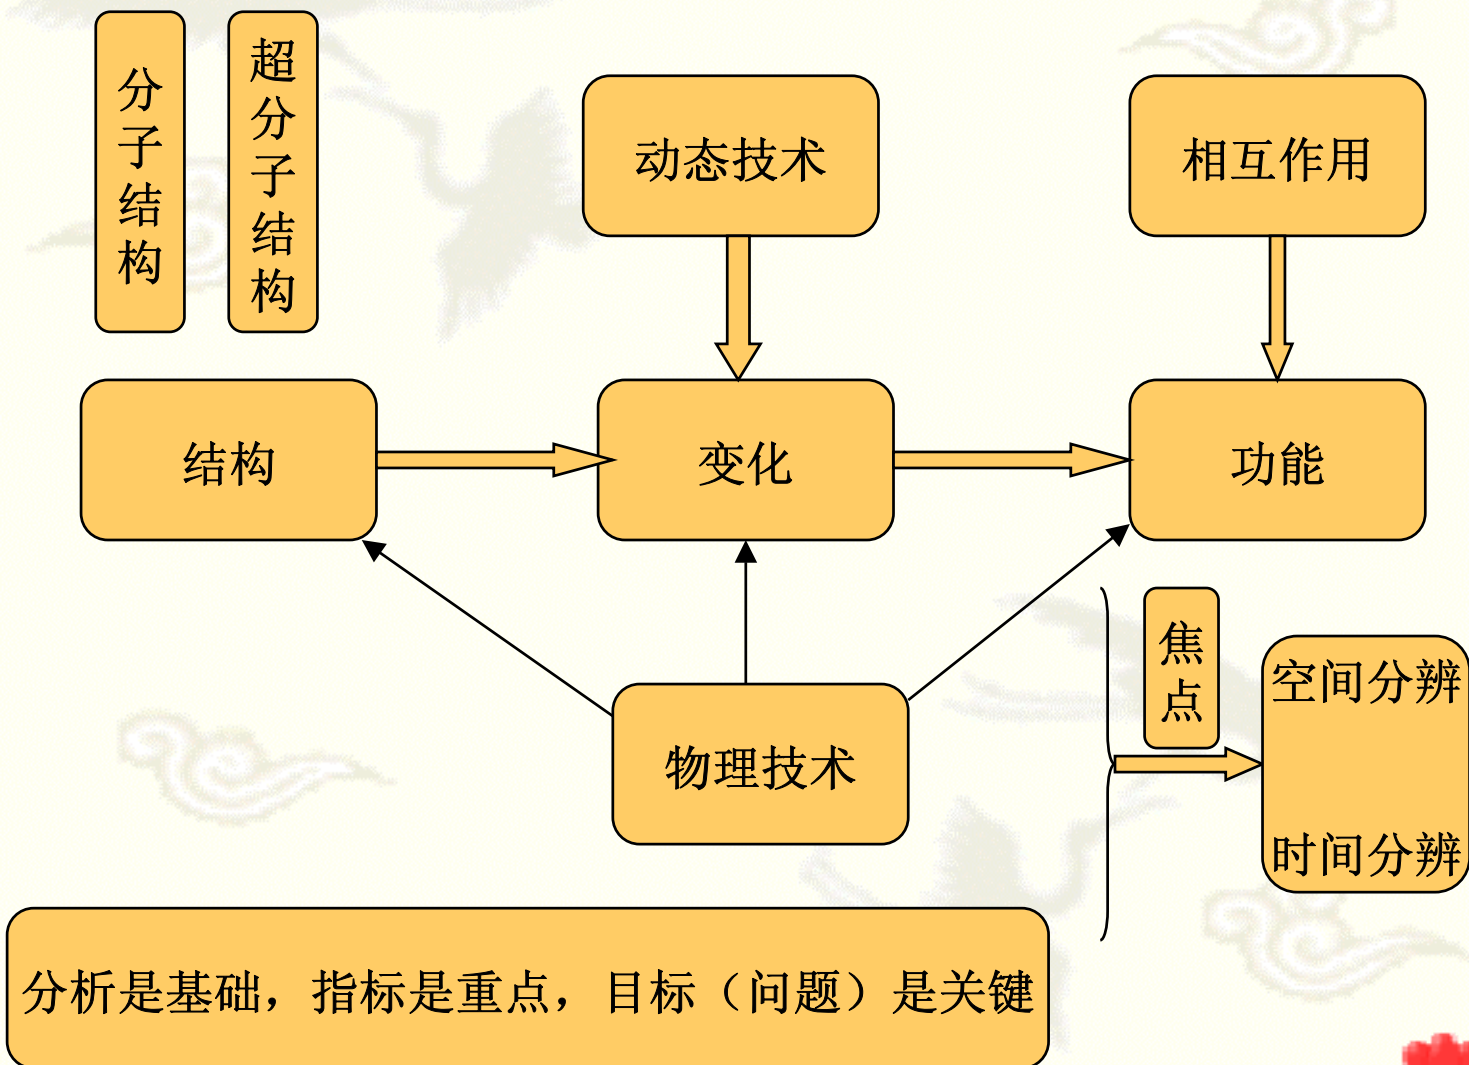 分子结构
超分子结构
动态技术
相互作用
结构
变化
功能
焦点
空间分辨
物理技术
时间分辨
分析是基础，指标是重点，目标（问题）是关键